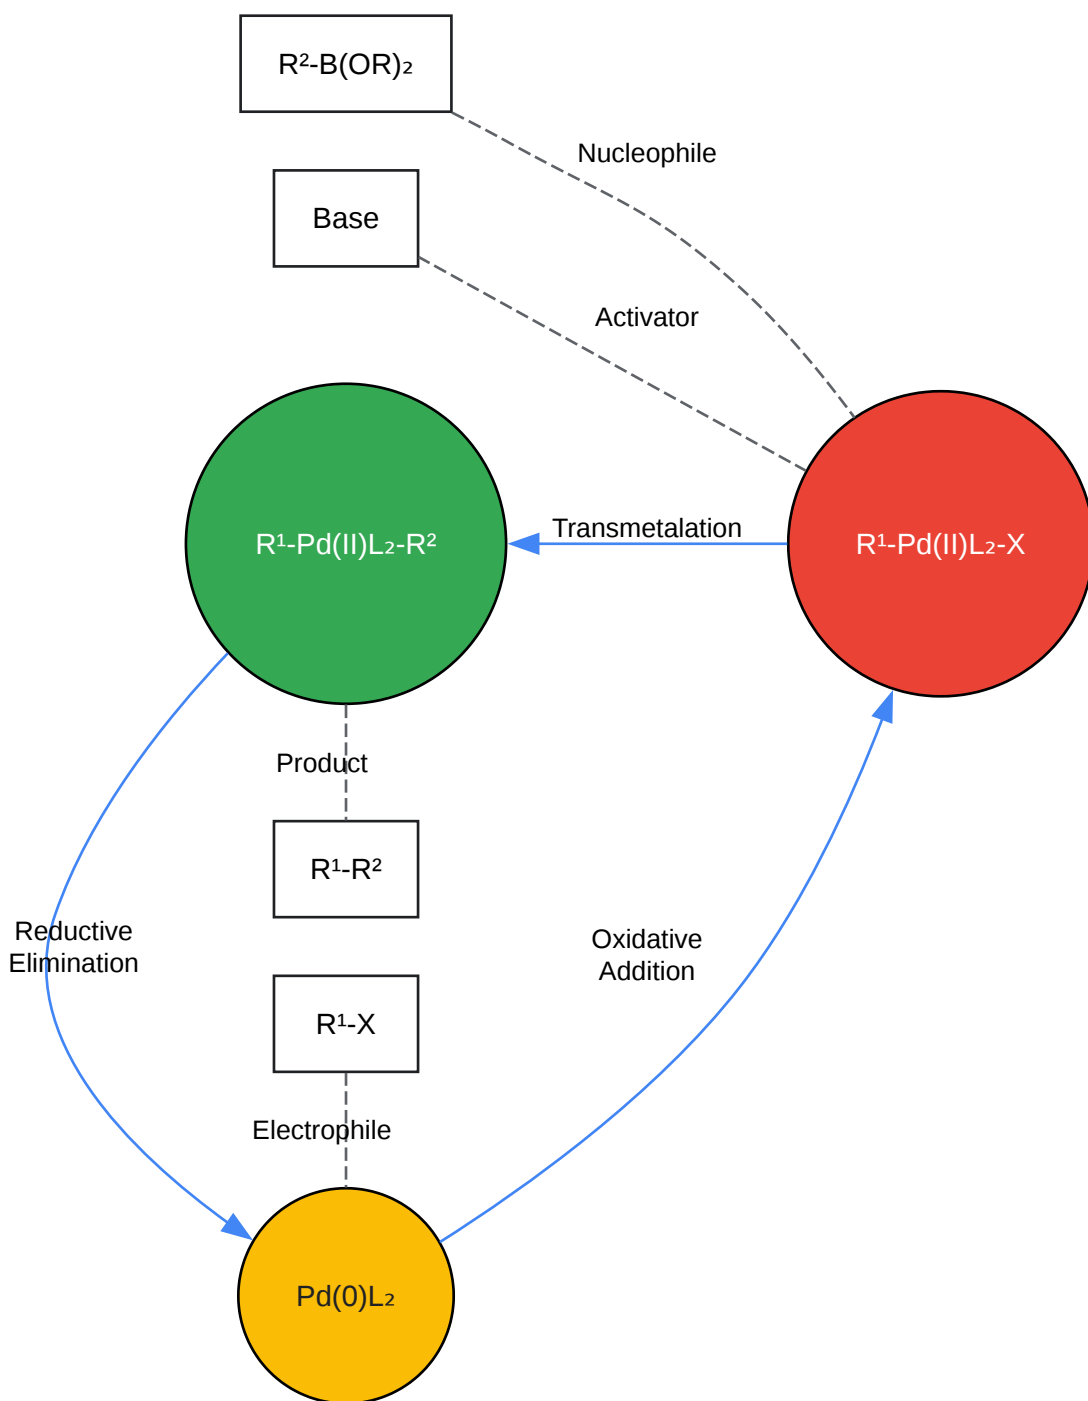 R²-B(OR)₂
Nucleophile
Base
Activator
Transmetalation
R¹-Pd(II)L₂-R²
R¹-Pd(II)L₂-X
Product
R¹-R²
Reductive
Elimination
Oxidative
Addition
R¹-X
Electrophile
Pd(0)L₂